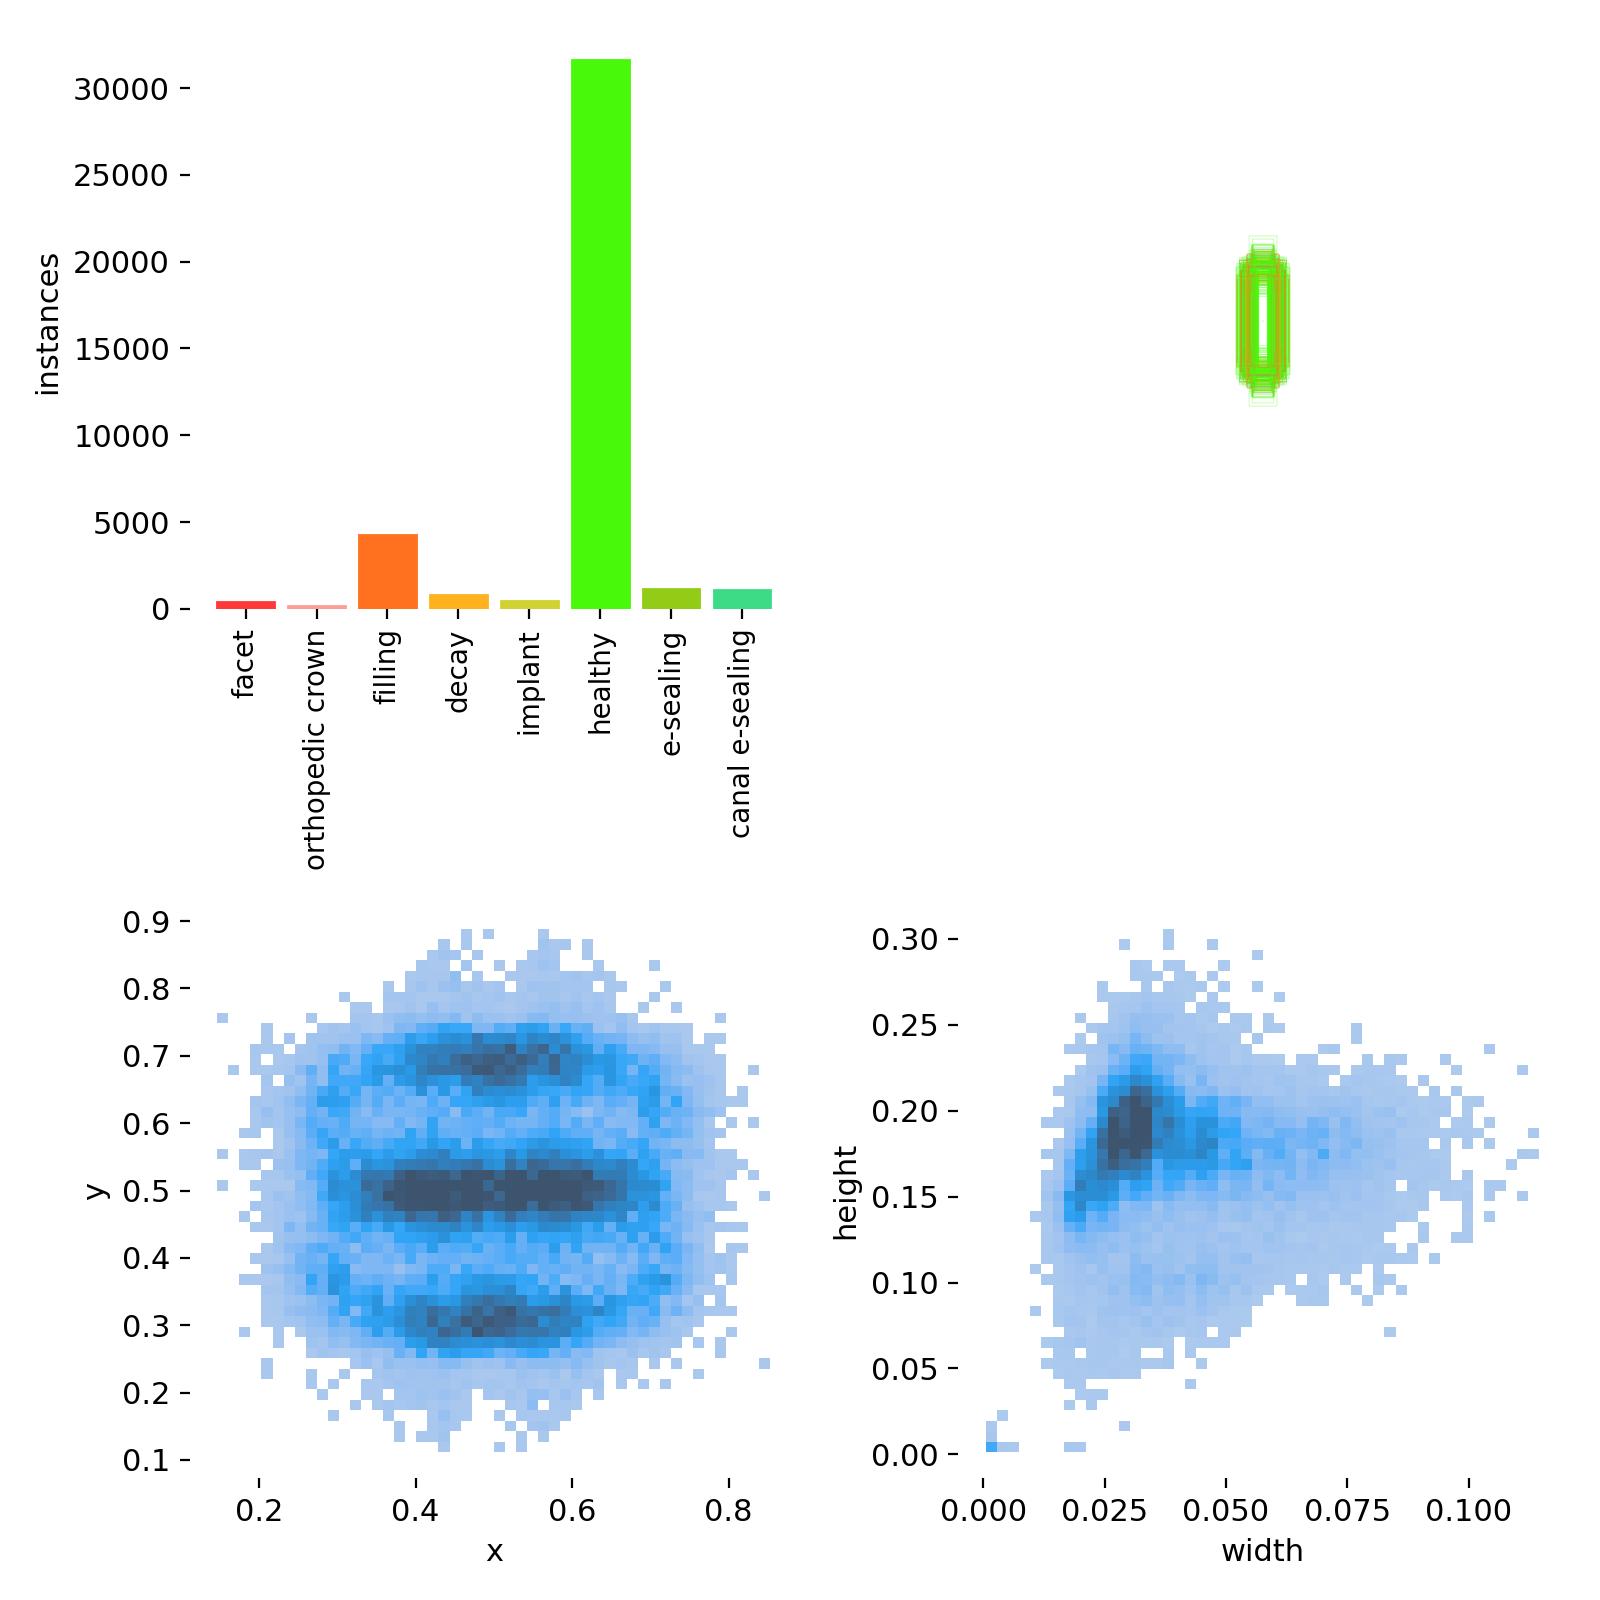 30000
25000
20000
15000
10000
5000
0
instances
facet
orthopedic crown
filling
decay
implant
healthy
e-sealing
canal e-sealing
0.9
0.8
0.7
0.6
0.5
0.4
0.3
0.2
0.1
y
0.2 0.4 0.6 0.8
x
0.30
0.25
0.20
0.15
0.10
0.05
0.00
height
0.000 0.025 0.050 0.075 0.100
width